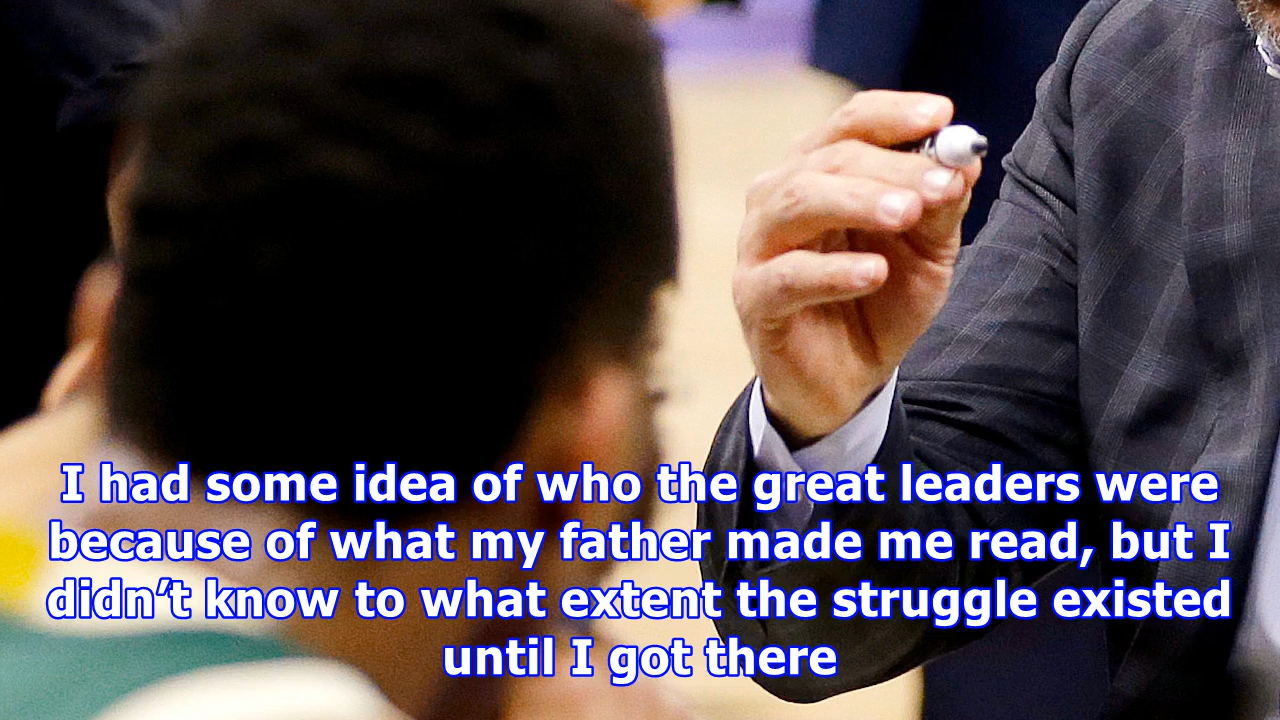 I had some idea of who the great leaders were
because of what my father made me read, but I
didn’t know to what extent the struggle existed
until I got there